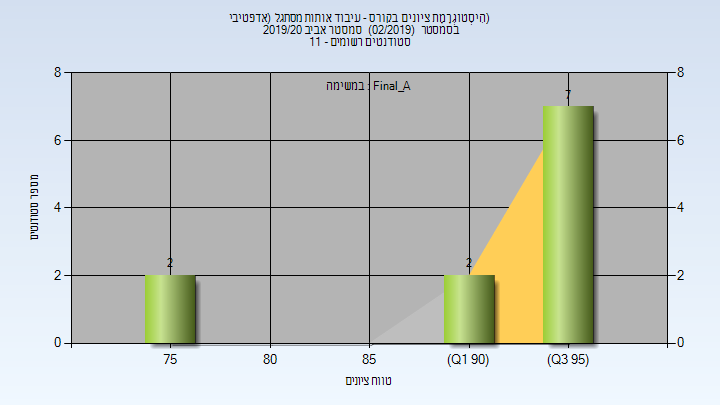 היסטוגרמת ציונים בקורס - עיבוד אותות מסתגל (אדפטיבי)
בסמסטר (02/2019) סמסטר אביב 2019/20
סטודנטים רשומים - 11
במשימה : Final_A
מספר סטודנטים
8 8
6 6
4 4
2 2
0 0
2 2 7
75 80 85 (Q1 90) (Q3 95)
טווח ציונים